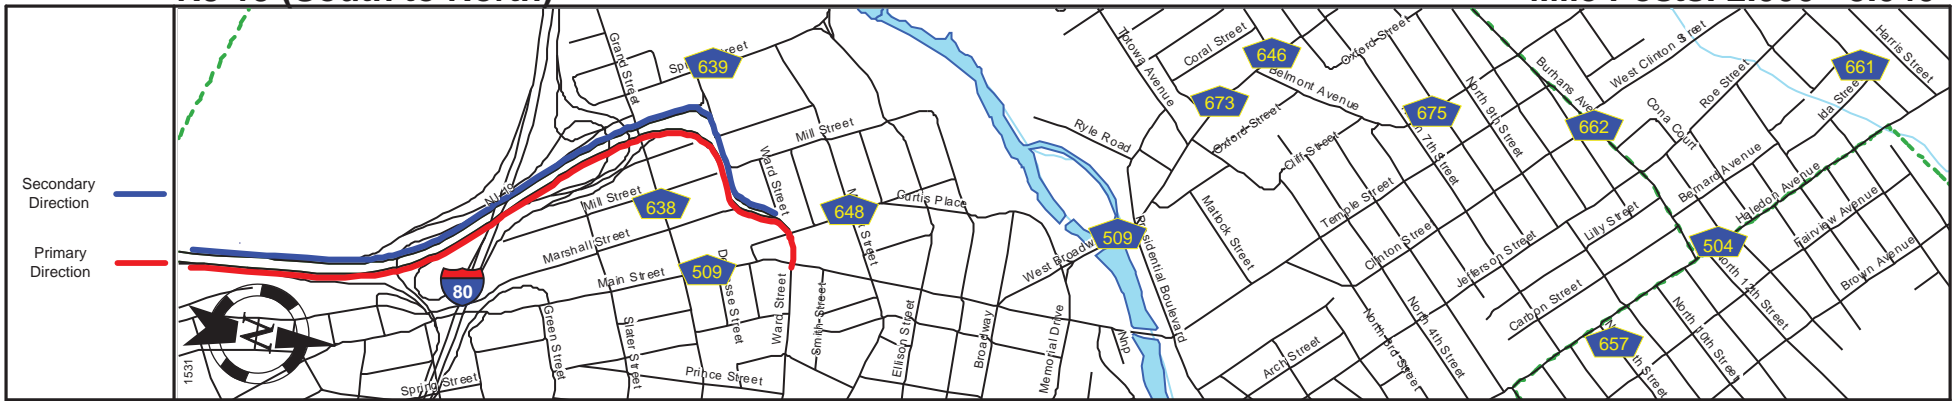 Secondary
Direction
Primary
Direction
1531
N
80
Grand Street
639
Mill Street
Ward Street
Mill Street
638
648
Curtis Place
Marshall Street
Main Street
509
Ward Street
Green Street
Slater Street
Spring Street
Prince Street
Smith Street
Ellison Street
Broadway
Memorial Drive
West Broadw
509
Ryle Road
Totowa Avenue
Coral Street
646
Oxford Street
Belmont Avenue
673
Oxford Street
Cliff Street
675
7th Street
North 9th Street
Matlock Street
Temple Street
Clinton Street
Jefferson Street
Carbon Street
Lilly Street
Arch Street
North 4th Street
Burhans Ave
West Clinton Street
662
Cona Court
Roe Street
661
Harris Street
Ida Street
Bernard Avenue
Haledon Avenue
Fairview Avenue
Brown Avenue
504
North 12th Street
North 10th Street
657